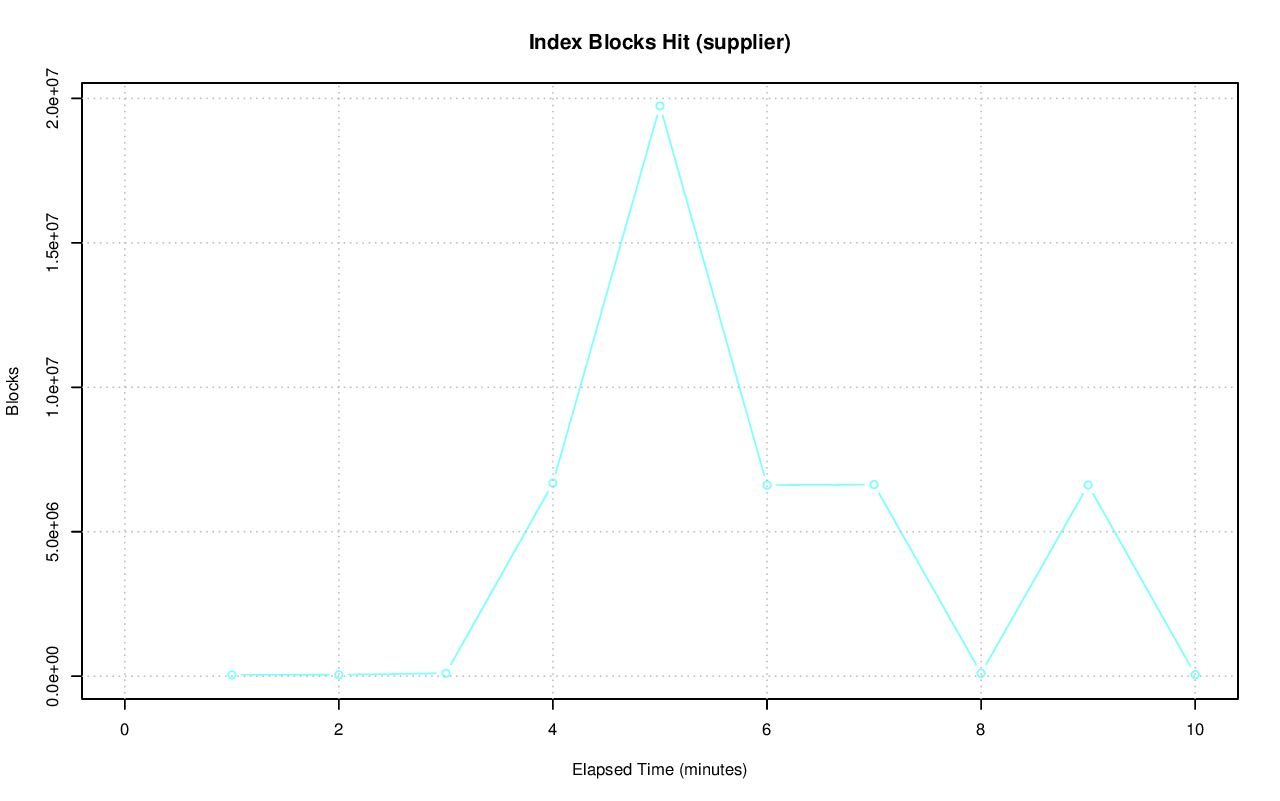 Index Blocks Hit (supplier)
Blocks
2.0e+07
1.5e+07
1.0e+07
5.0e+06
0.0e+00
0 2 4 6 8 10
Elapsed Time (minutes)